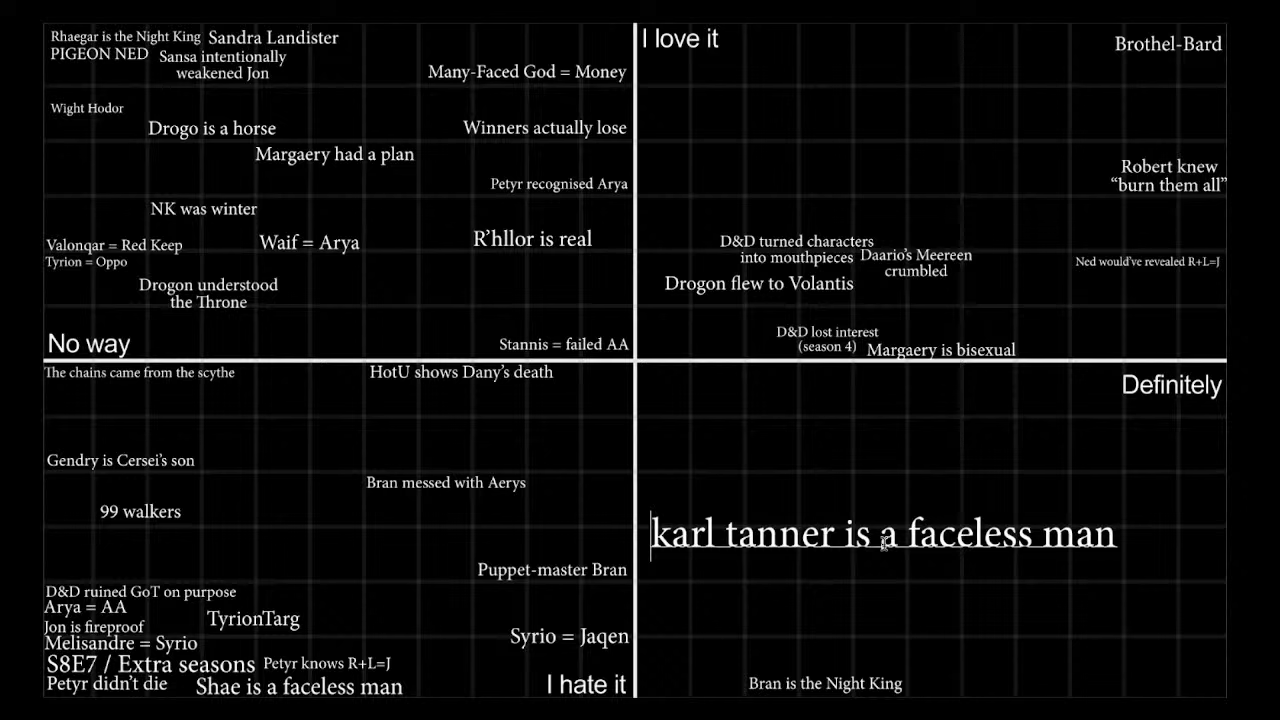 Rhaegar is the Night King
Sandra Landister
PIGEON NED
Sansa intentionally
weakened Jon
Many-Faced God = Money
Wight Hodor
Drogo is a horse
Winners actually lose
Margaery had a plan
Petyr recognised Arya
NK was winter
Valonqar = Red Keep
Waif = Arya
R'hllor is real
Tyrion = Oppo
Drogon understood
the Throne
No way
Stannis = failed AA
I love it
Brothel-Bard
Robert knew
“burn them all”
D&D turned characters
into mouthpieces
Daario’s Meereen
crumbled
Ned would’ve revealed R+L=J
Drogon flew to Volantis
D&D lost interest
(season 4)
Margaery is bisexual
The chains came from the scythe
HotU shows Dany’s death
Gendry is Cersei’s son
Bran messed with Aerys
99 walkers
Puppet-master Bran
D&D ruined GoT on purpose
Arya = AA
TyrionTarg
Jon is fireproof
Melisandre = Syrio
Syrio = Jaqen
S8E7 / Extra seasons
Petyr knows R+L=J
Petyr didn’t die
Shae is a faceless man
I hate it
Definitely
karl tanner is a faceless man
Bran is the Night King